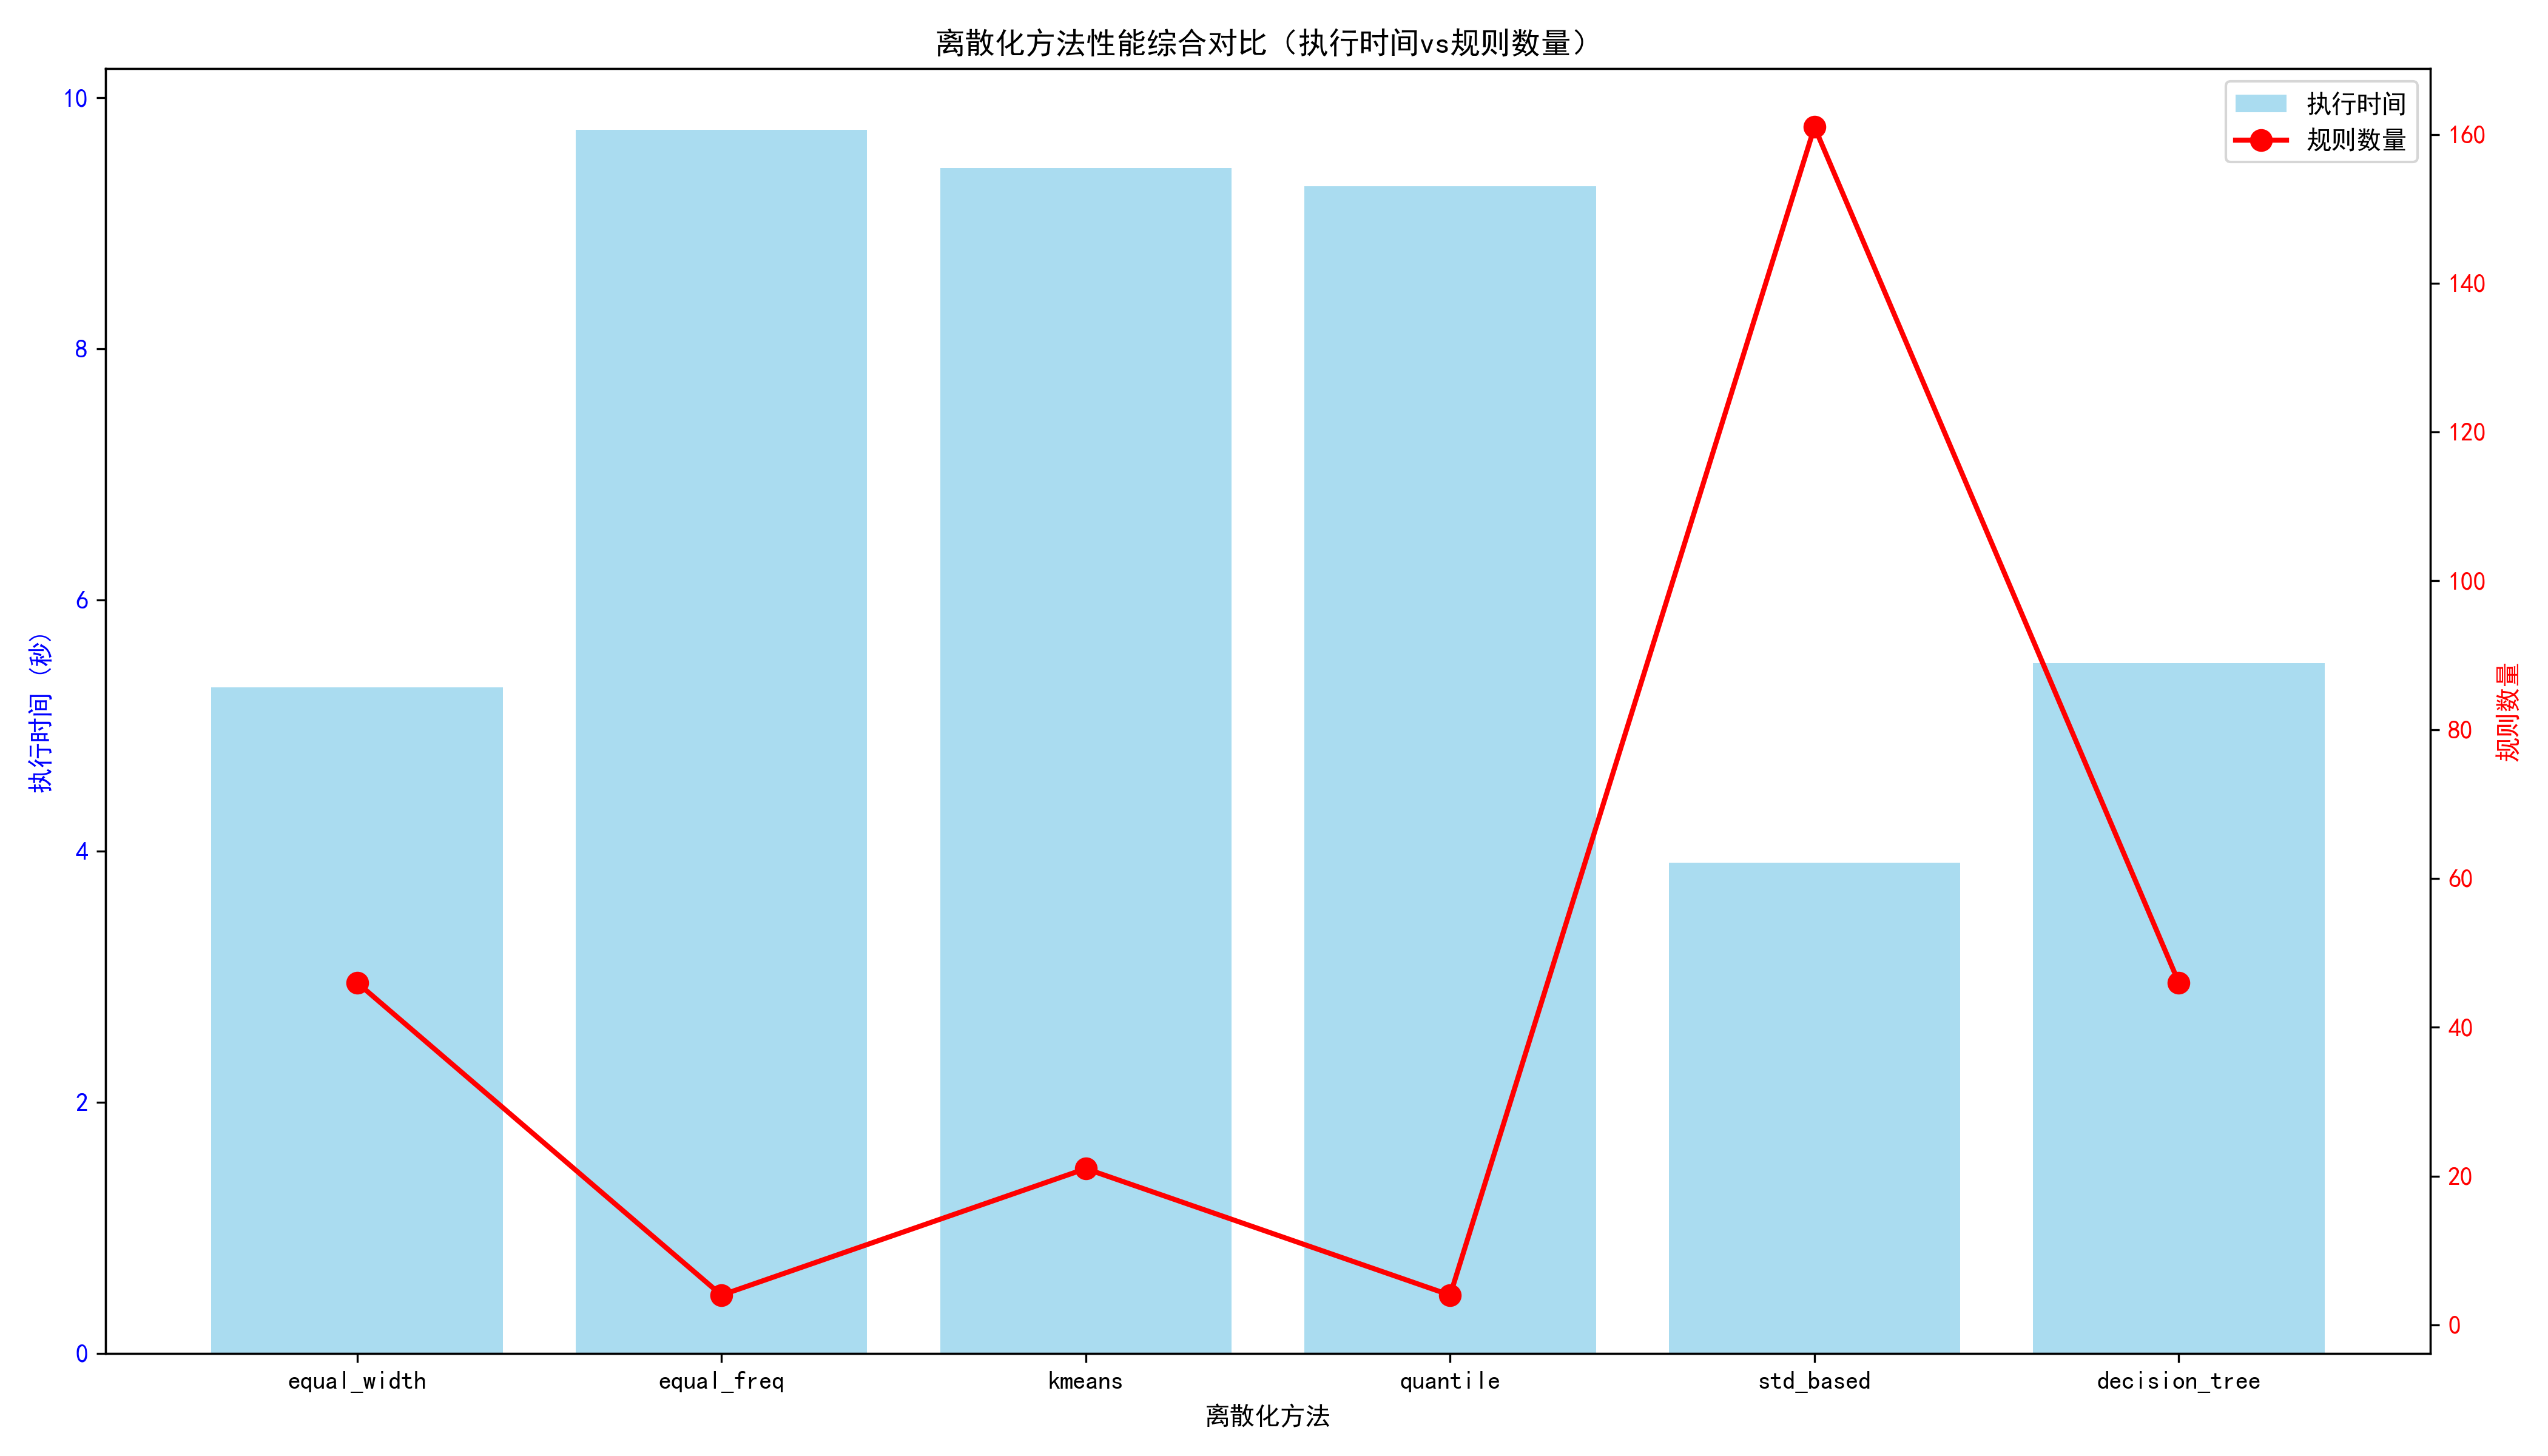 离散化方法性能综合对比（执行时间vs规则数量）
执行时间
规则数量
10
8
6
4
2
0
执行时间（秒）
160
140
120
100
80
60
40
20
0
规则数量
equal_width
equal_freq
kmeans
quantile
std_based
decision_tree
离散化方法